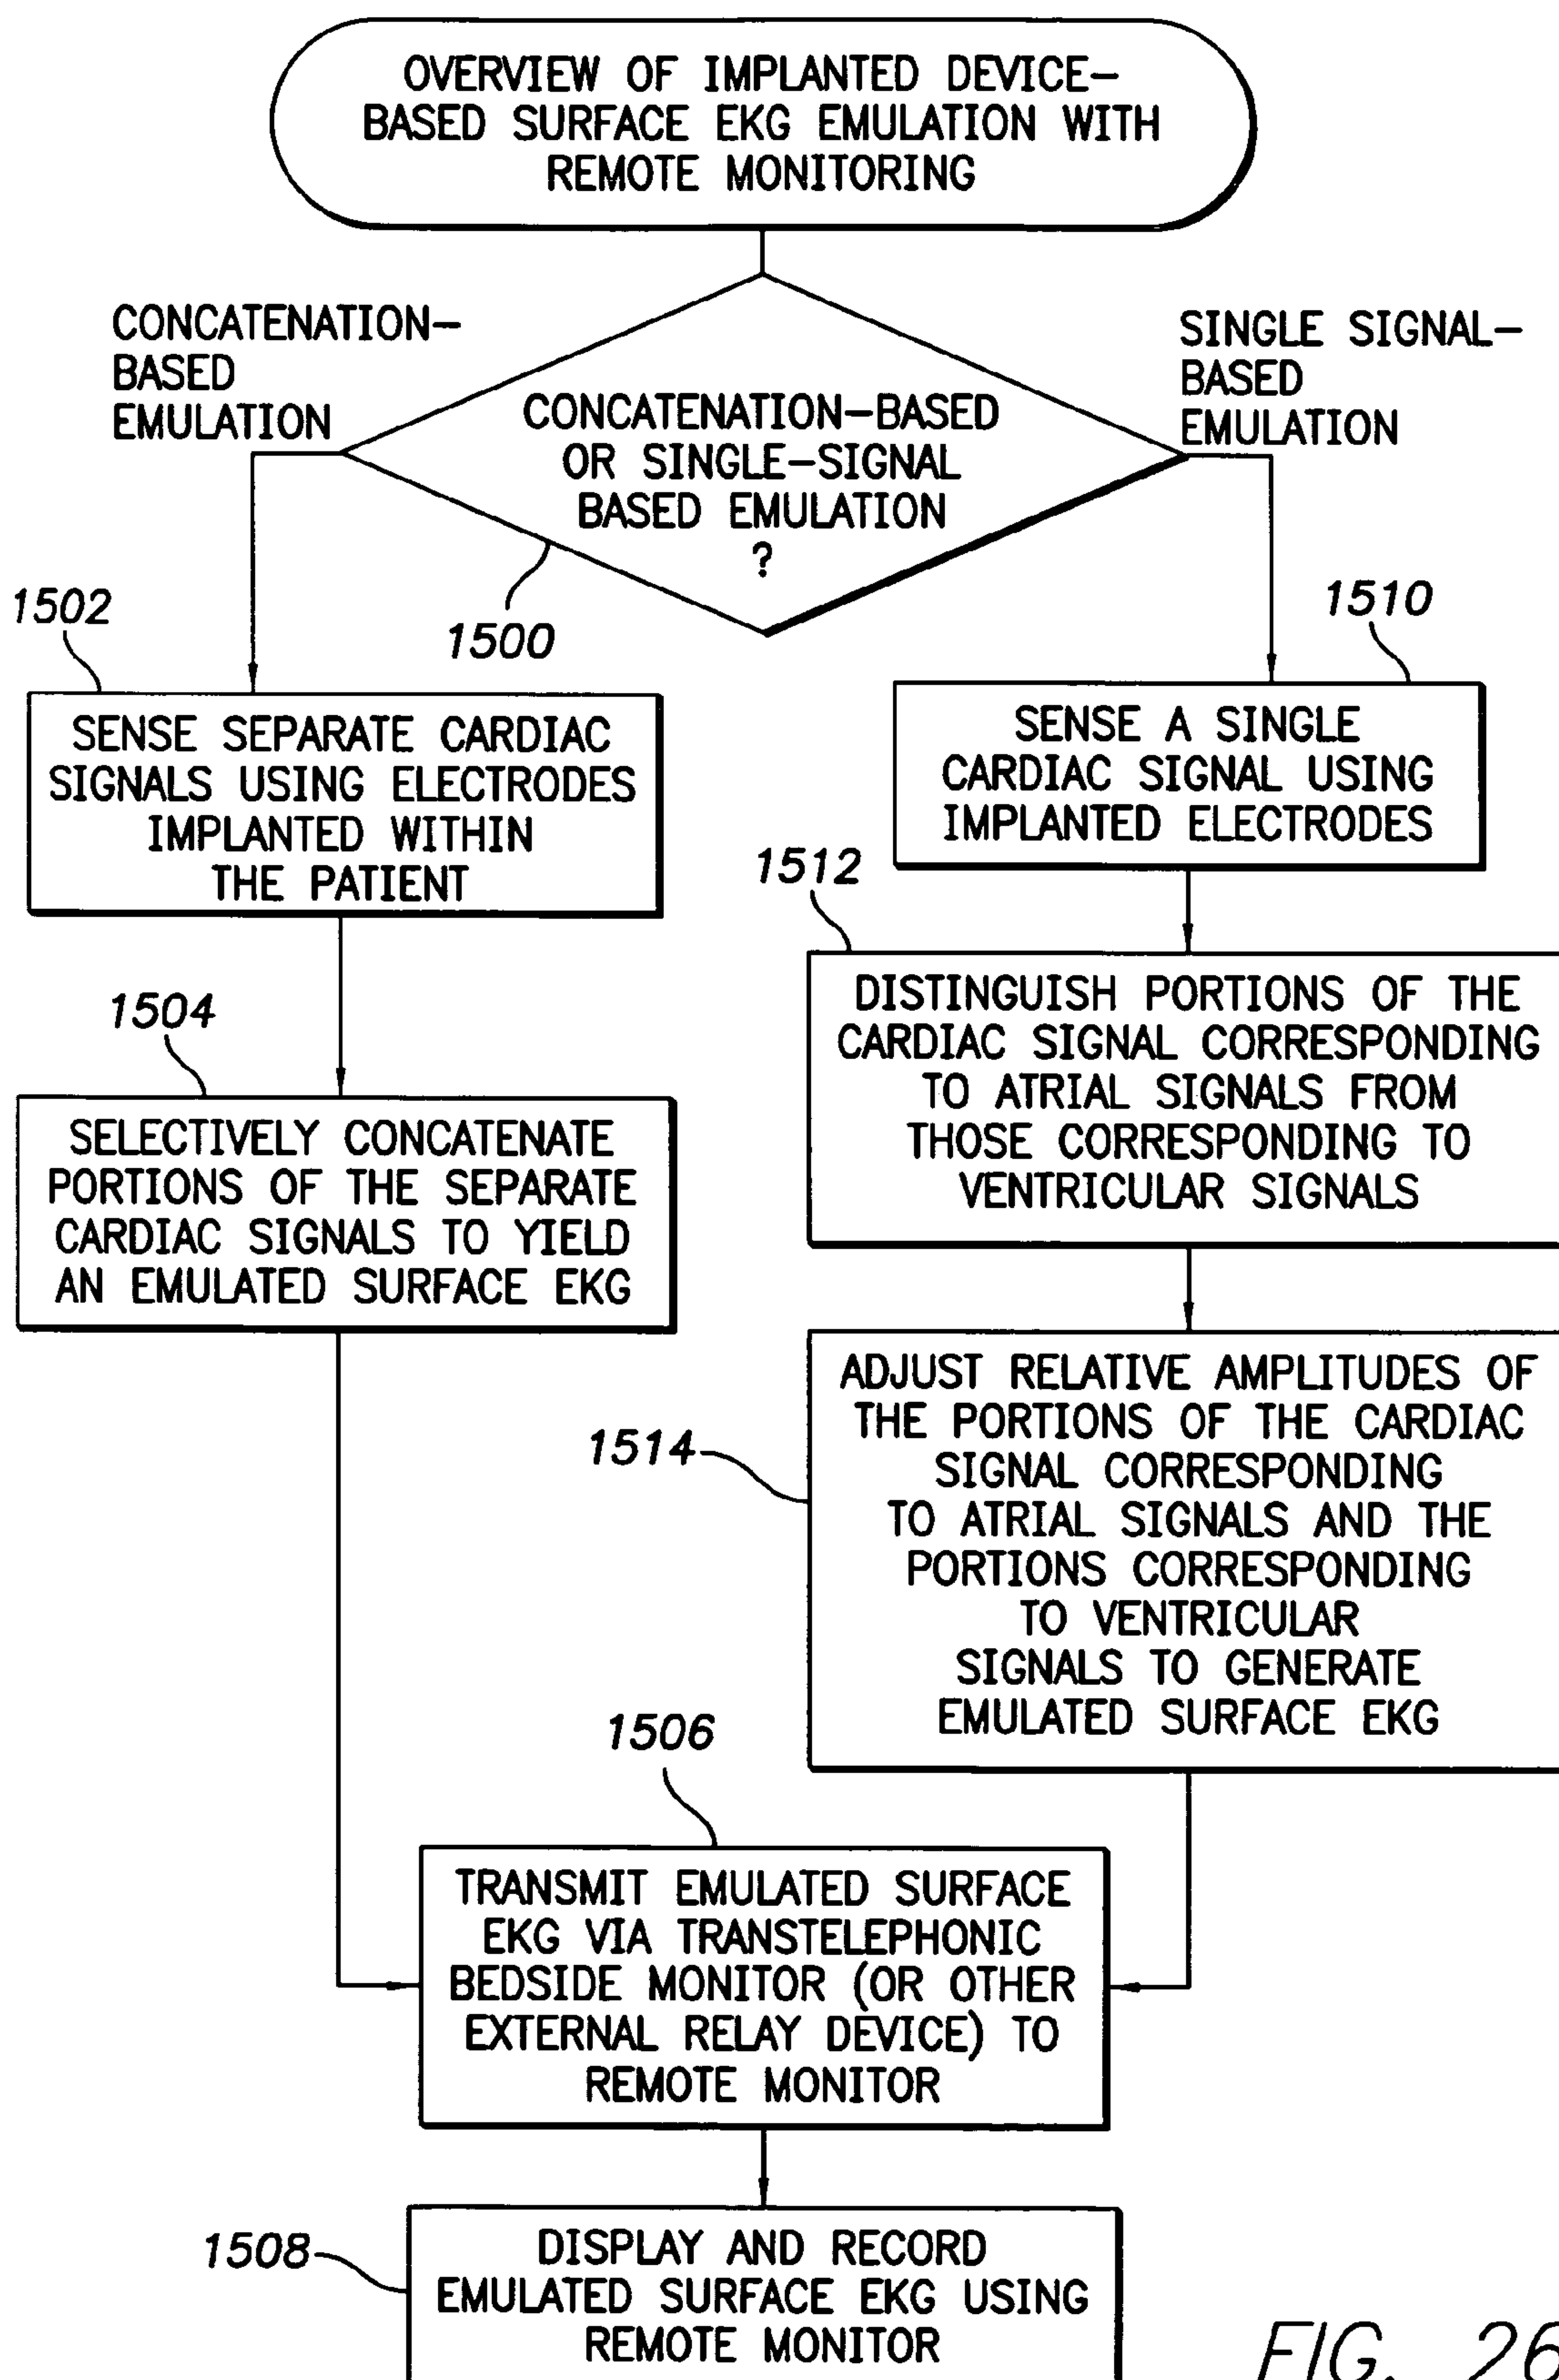 OVERVIEW OF IMPLANTED DEVICE-
BASED SURFACE EKG EMULATION WITH
REMOTE MONITORING
CONCATENATION-
BASED
EMULATION
SINGLE SIGNAL-
BASED
EMULATION
CONCATENATION-BASED
OR SINGLE-SIGNAL
BASED EMULATION
?
1500
1502
SENSE SEPARATE CARDIAC
SIGNALS USING ELECTRODES
IMPLANTED WITHIN
THE PATIENT
1504
SELECTIVELY CONCATENATE
PORTIONS OF THE SEPARATE
CARDIAC SIGNALS TO YIELD
AN EMULATED SURFACE EKG
1510
SENSE A SINGLE
CARDIAC SIGNAL USING
IMPLANTED ELECTRODES
1512
DISTINGUISH PORTIONS OF THE
CARDIAC SIGNAL CORRESPONDING
TO ATRIAL SIGNALS FROM
THOSE CORRESPONDING TO
VENTRICULAR SIGNALS
1514
ADJUST RELATIVE AMPLITUDES OF
THE PORTIONS OF THE CARDIAC
SIGNAL CORRESPONDING
TO ATRIAL SIGNALS AND THE
PORTIONS CORRESPONDING
TO VENTRICULAR
SIGNALS TO GENERATE
EMULATED SURFACE EKG
1506
TRANSMIT EMULATED SURFACE
EKG VIA TRANSTELEPHONIC
BEDSIDE MONITOR (OR OTHER
EXTERNAL RELAY DEVICE) TO
REMOTE MONITOR
1508
DISPLAY AND RECORD
EMULATED SURFACE EKG USING
REMOTE MONITOR
FIG. 26